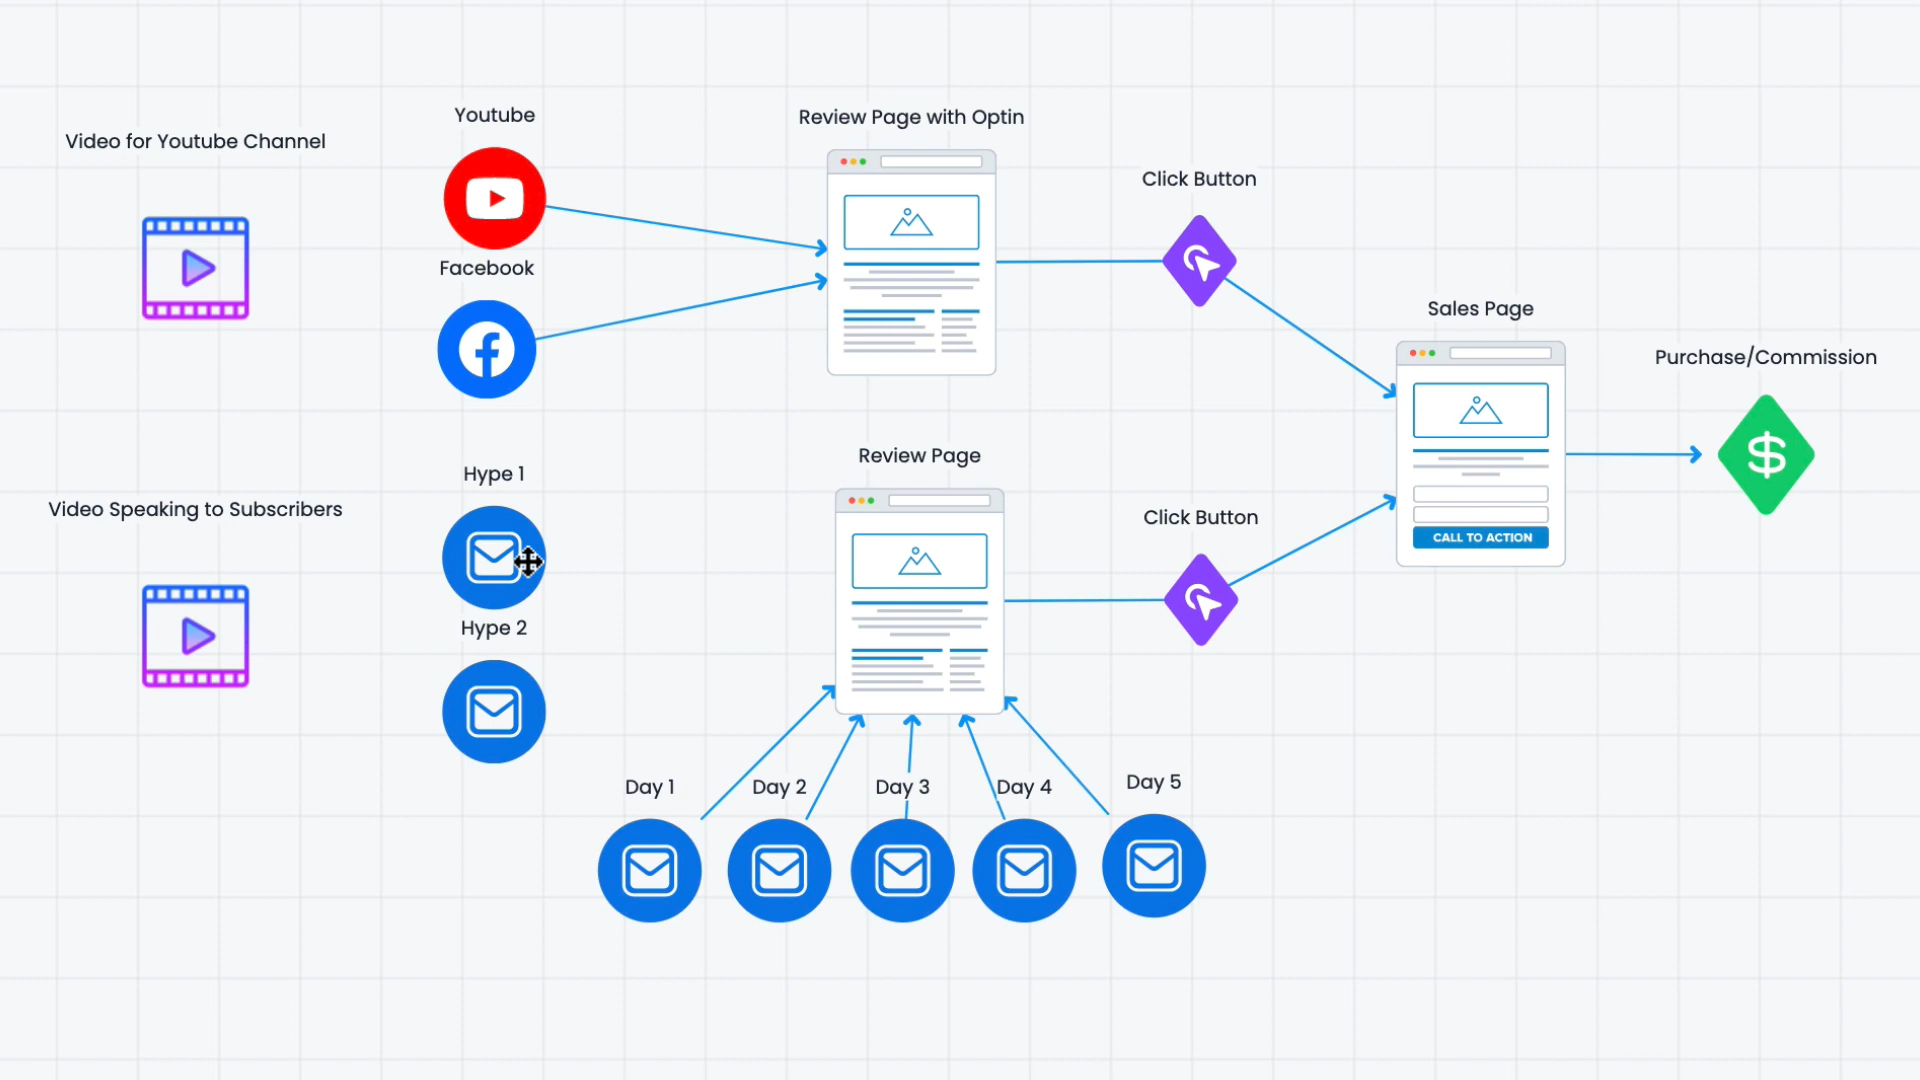 Video for Youtube Channel
Youtube
Facebook
Review Page with Optin
Click Button
Sales Page
Purchase/Commission
CALL TO ACTION
Video Speaking to Subscribers
Hype 1
Hype 2
Review Page
Click Button
Day 1
Day 2
Day 3
Day 4
Day 5